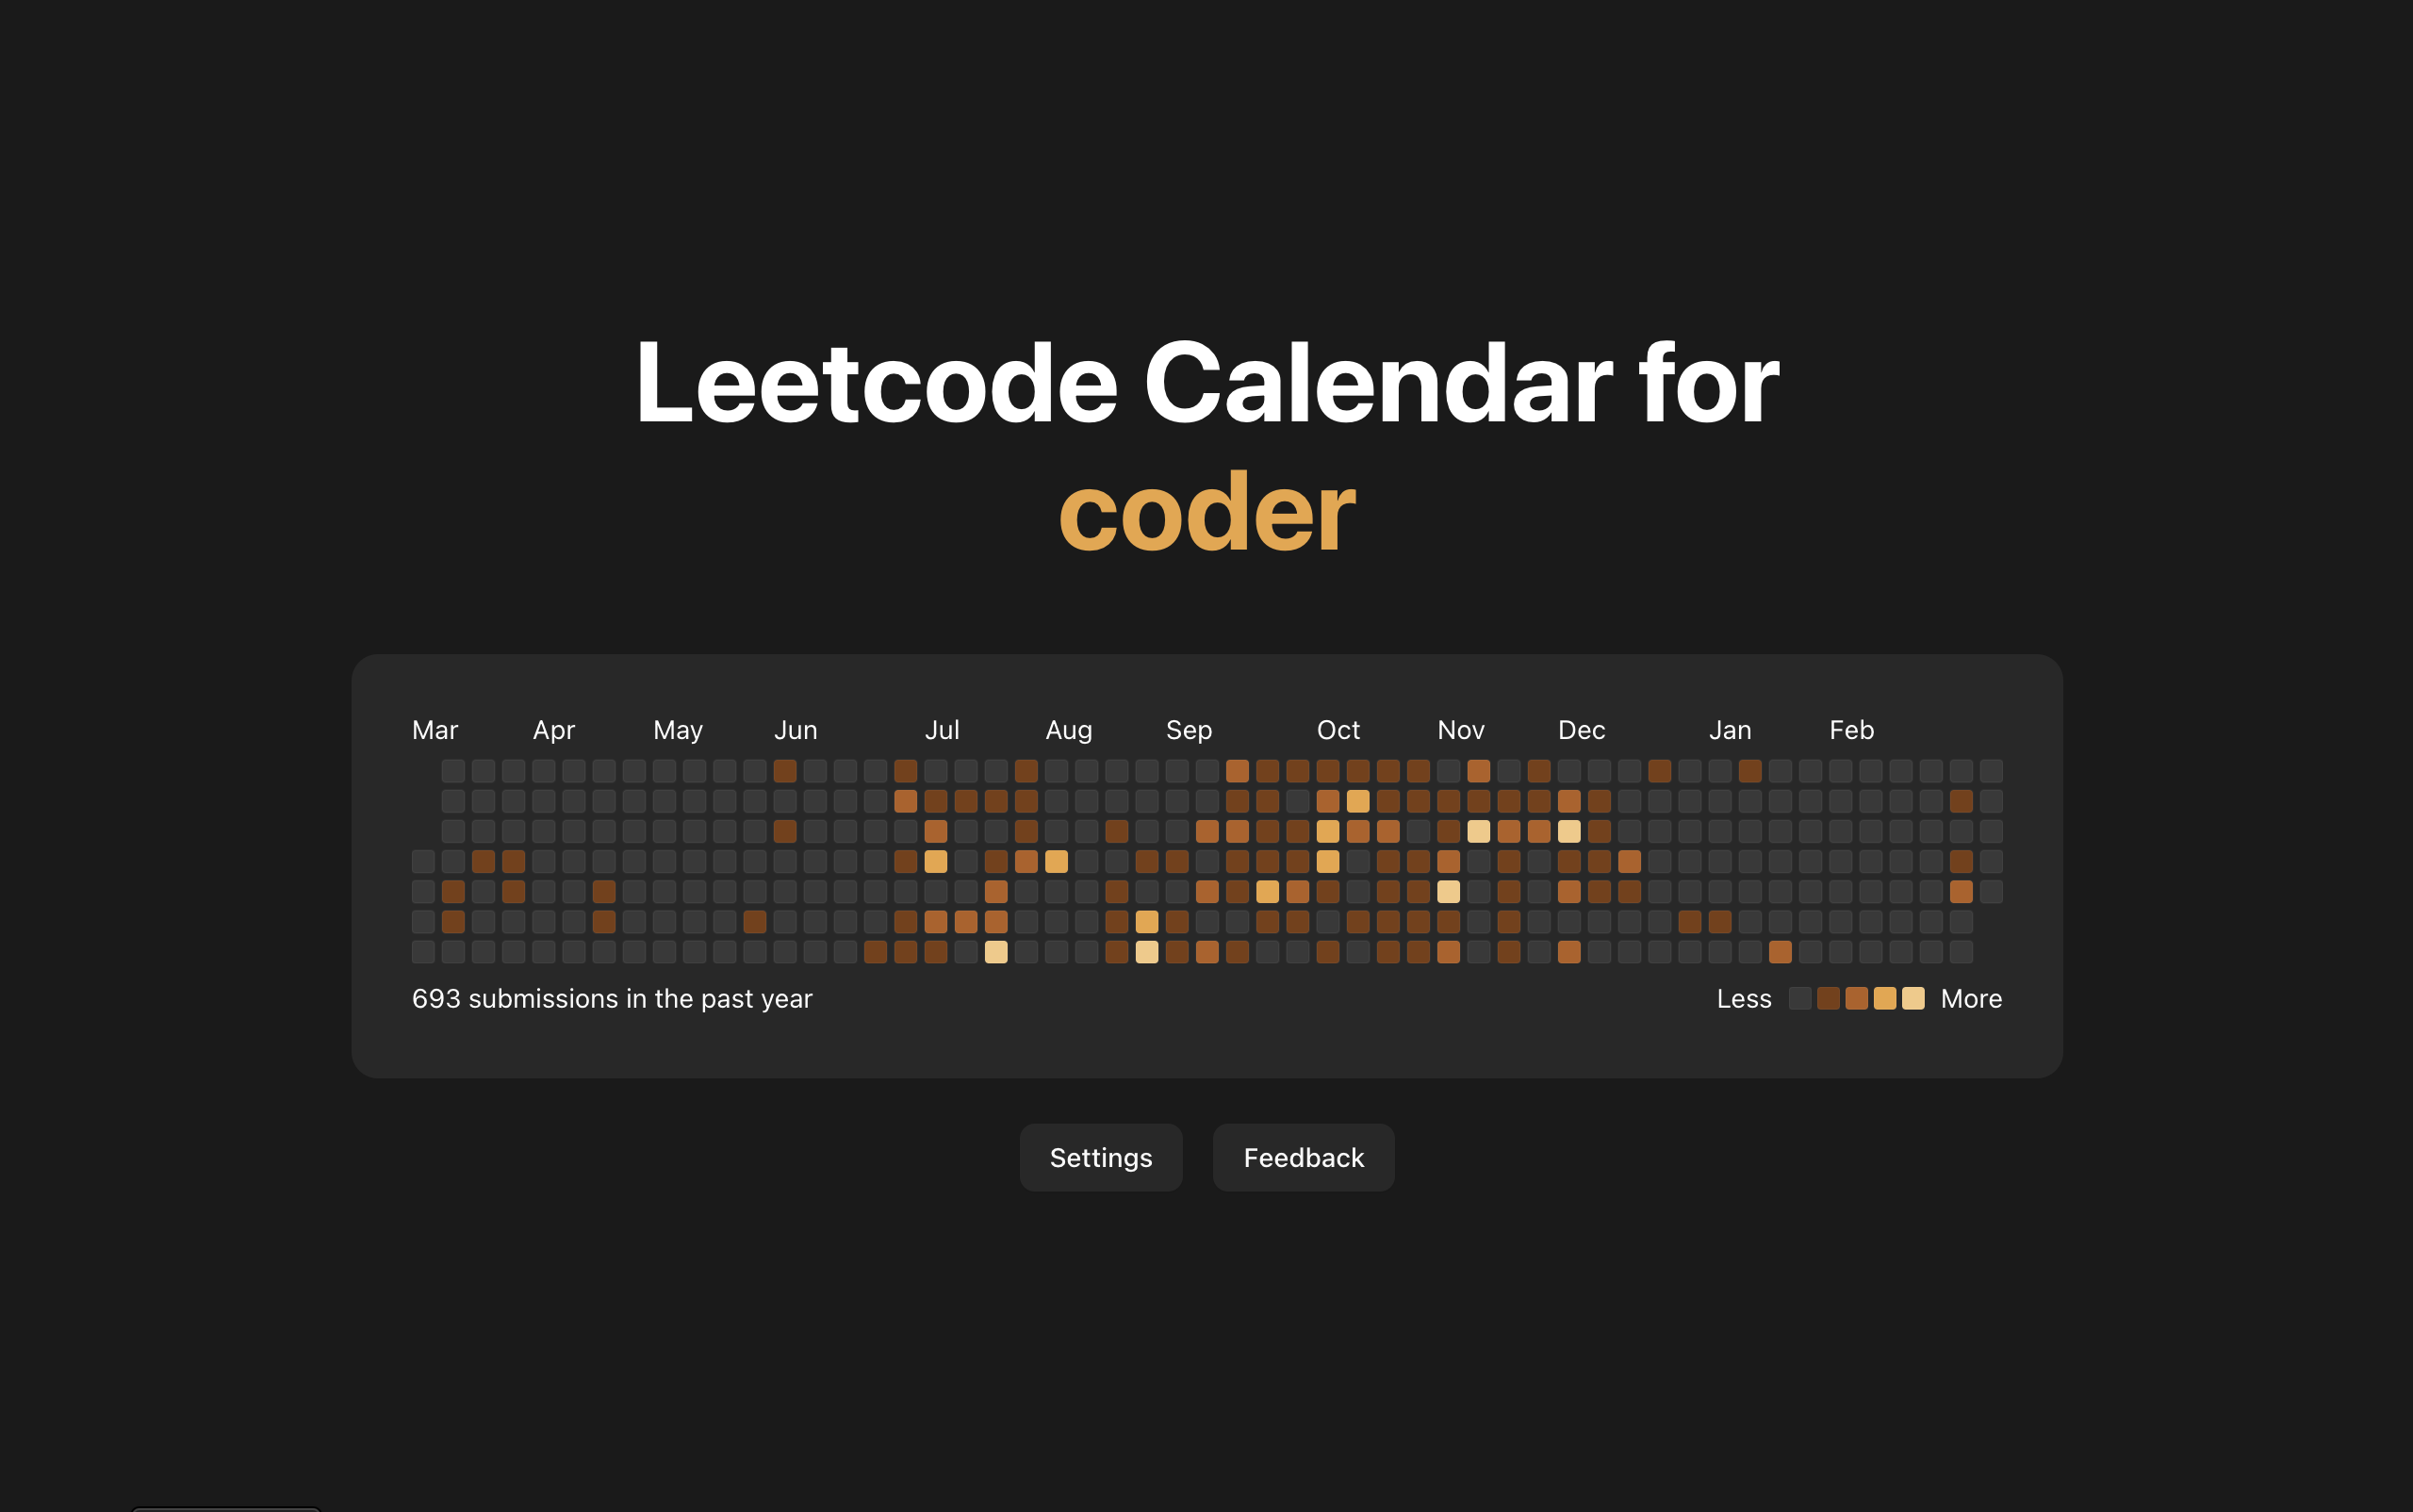 Leetcode Calendar for
coder
Mar Apr May Jun Jul Aug Sep Oct Nov Dec Jan Feb
693 submissions in the past year
Less More
Settings Feedback